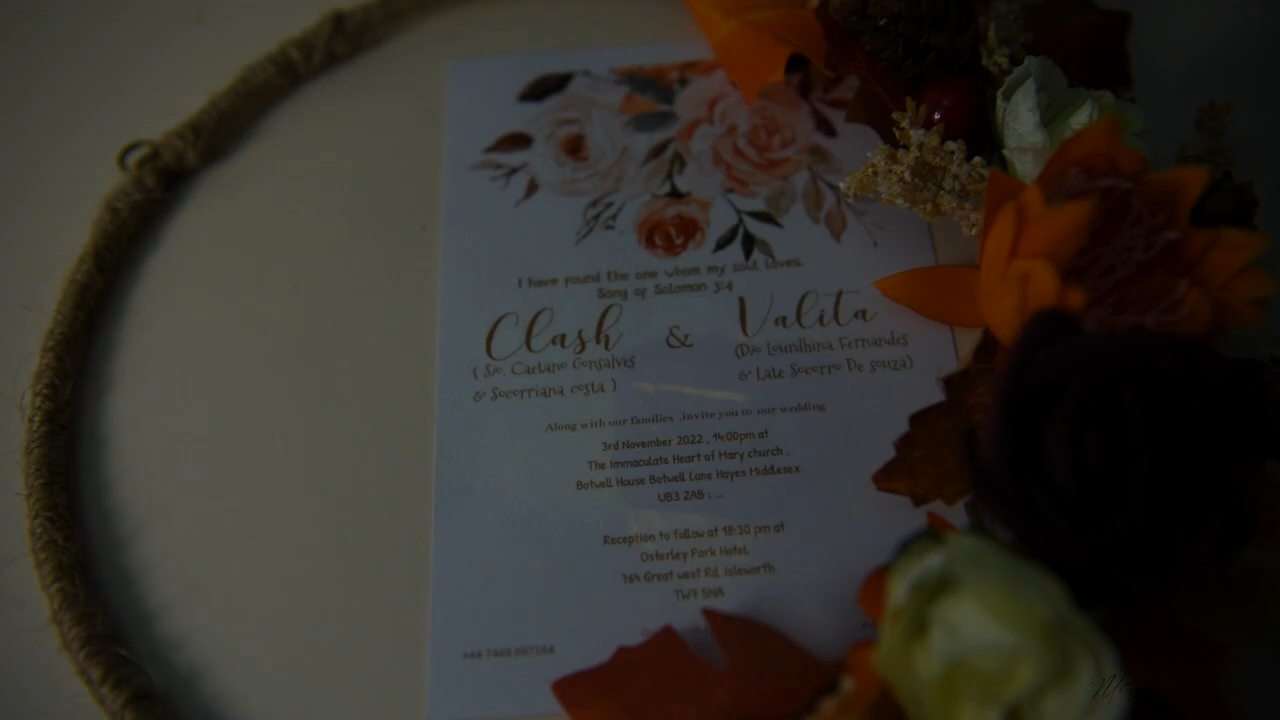 I have found the one whom my soul loves.
Song of Solomon 3:4
Clash & Valita
( S/o. Caetano Gonsalves
& Socorriana costa )
(D/o Lourdhina Fernandes
& Late Socorro De souza)
Along with our families ,invite you to our wedding
3rd November 2022 , 14:00pm at
The Immaculate Heart of Mary church ,
Botwell House Botwell Lane Hayes Middlesex
UB3 2AB ; ...
Reception to follow at 18:30 pm at
Osterley Park Hotel
764 Great west Rd, Isleworth
TW7 5NA